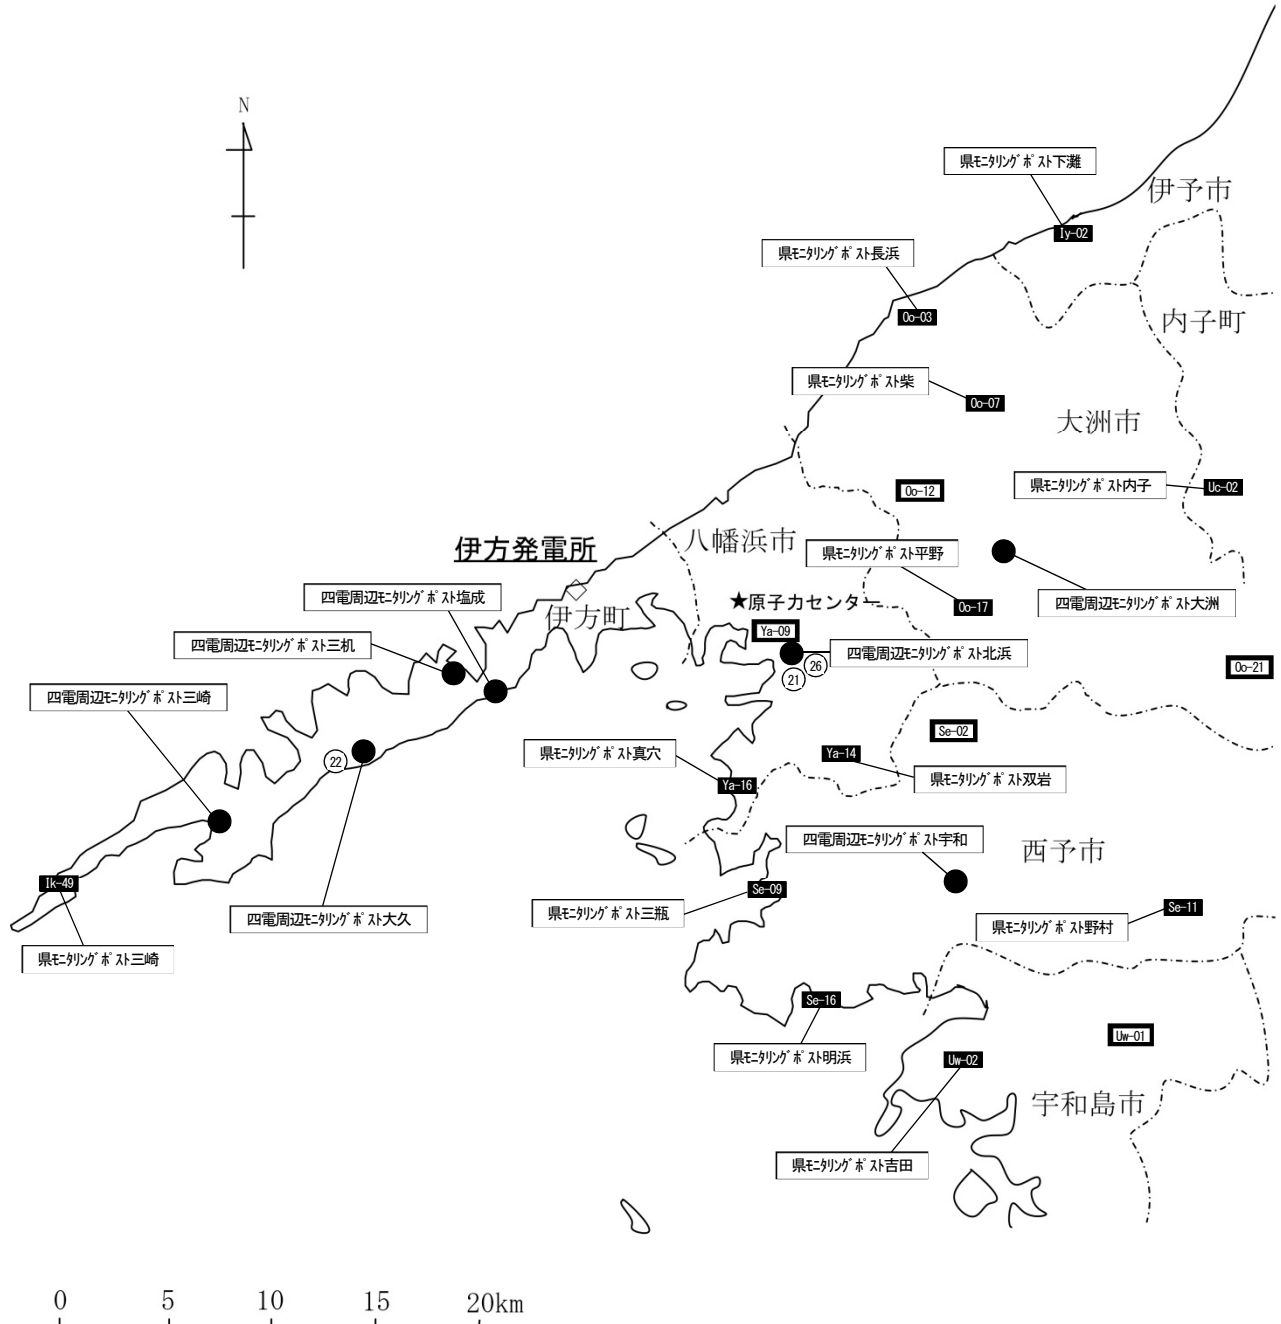 N
県ﾓﾆﾀﾘﾝｸﾞﾎﾟｽﾄ下灘
伊予市
Iy-02
県ﾓﾆﾀﾘﾝｸﾞﾎﾟｽﾄ長浜
Oo-03
内子町
県ﾓﾆﾀﾘﾝｸﾞﾎﾟｽﾄ柴
Oo-07
大洲市
県ﾓﾆﾀﾘﾝｸﾞﾎﾟｽﾄ内子
Uc-02
Oo-12
八幡浜市
伊方発電所
県ﾓﾆﾀﾘﾝｸﾞﾎﾟｽﾄ平野
四電周辺ﾓﾆﾀﾘﾝｸﾞﾎﾟｽﾄ塩成
伊方町
★原子力センター
Oo-17
四電周辺ﾓﾆﾀﾘﾝｸﾞﾎﾟｽﾄ大洲
Ya-09
四電周辺ﾓﾆﾀﾘﾝｸﾞﾎﾟｽﾄ三机
四電周辺ﾓﾆﾀﾘﾝｸﾞﾎﾟｽﾄ北浜
26
21
Oo-21
四電周辺ﾓﾆﾀﾘﾝｸﾞﾎﾟｽﾄ三崎
Se-02
22
県ﾓﾆﾀﾘﾝｸﾞﾎﾟｽﾄ真穴
Ya-14
県ﾓﾆﾀﾘﾝｸﾞﾎﾟｽﾄ双岩
Ya-16
四電周辺ﾓﾆﾀﾘﾝｸﾞﾎﾟｽﾄ宇和
西予市
Ik-49
Se-09
県ﾓﾆﾀﾘﾝｸﾞﾎﾟｽﾄ三瓶
四電周辺ﾓﾆﾀﾘﾝｸﾞﾎﾟｽﾄ大久
Se-11
県ﾓﾆﾀﾘﾝｸﾞﾎﾟｽﾄ野村
県ﾓﾆﾀﾘﾝｸﾞﾎﾟｽﾄ三崎
Se-16
Uw-01
県ﾓﾆﾀﾘﾝｸﾞﾎﾟｽﾄ明浜
Uw-02
宇和島市
県ﾓﾆﾀﾘﾝｸﾞﾎﾟｽﾄ吉田
0 5 10 15 20km